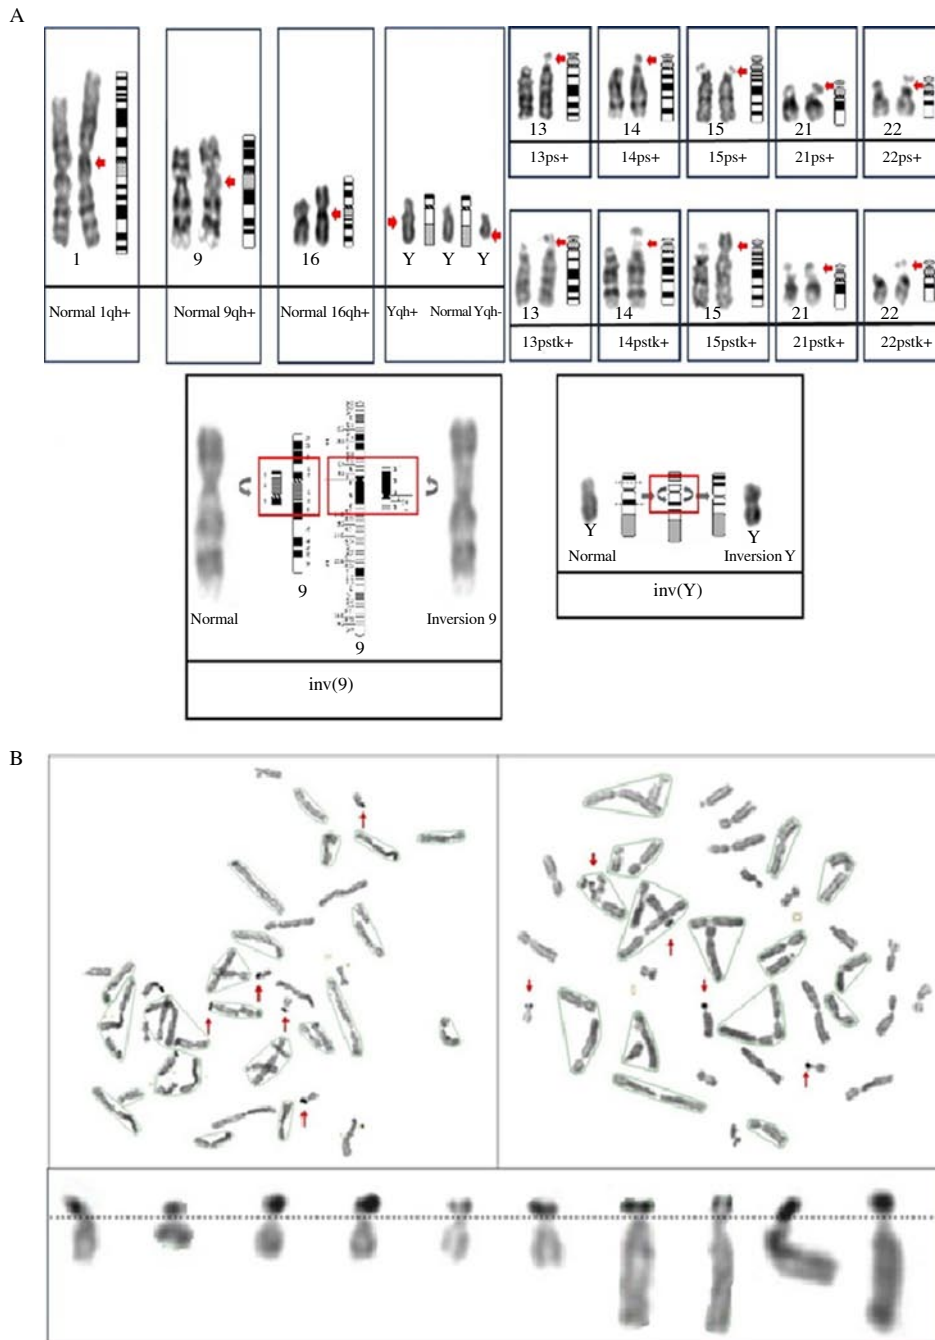 A
1
Normal 1qh+
9
Normal 9qh+
16
Normal 16qh+
Y Y Y
Yqh+ Normal Yqh-
13
13ps+
14
14ps+
15
15ps+
21
21ps+
22
22ps+
13
13pstk+
14
14pstk+
15
15pstk+
21
21pstk+
22
22pstk+
Normal
9
9
Inversion 9
inv(9)
Y
Normal
Y
Inversion Y
inv(Y)
B